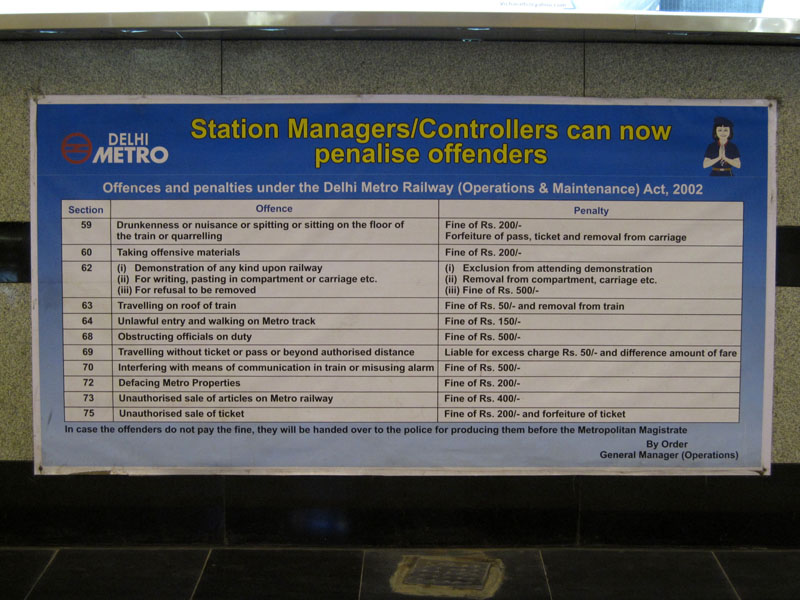 DELHI
METRO
Station Managers/Controllers can now
penalise offenders
Offences and penalties under the Delhi Metro Railway (Operations & Maintenance) Act, 2002
Section Offence Penalty
59 Drunkenness or nuisance or spitting or sitting on the floor of Fine of Rs. 200/-
the train or quarrelling Forfeiture of pass, ticket and removal from carriage
60 Taking offensive materials Fine of Rs. 200/-
62 (i) Demonstration of any kind upon railway (i) Exclusion from attending demonstration
(ii) For writing, pasting in compartment or carriage etc. (ii) Removal from compartment, carriage etc.
(iii) For refusal to be removed (iii) Fine of Rs. 500/-
63 Travelling on roof of train Fine of Rs. 50/- and removal from train
64 Unlawful entry and walking on Metro track Fine of Rs. 150/-
68 Obstructing officials on duty Fine of Rs. 500/-
69 Travelling without ticket or pass or beyond authorised distance Liable for excess charge Rs. 50/- and difference amount of fare
70 Interfering with means of communication in train or misusing alarm Fine of Rs. 500/-
72 Defacing Metro Properties Fine of Rs. 200/-
73 Unauthorised sale of articles on Metro railway Fine of Rs. 400/-
75 Unauthorised sale of ticket Fine of Rs. 200/- and forfeiture of ticket
In case the offenders do not pay the fine, they will be handed over to the police for producing them before the Metropolitan Magistrate
By Order
General Manager (Operations)